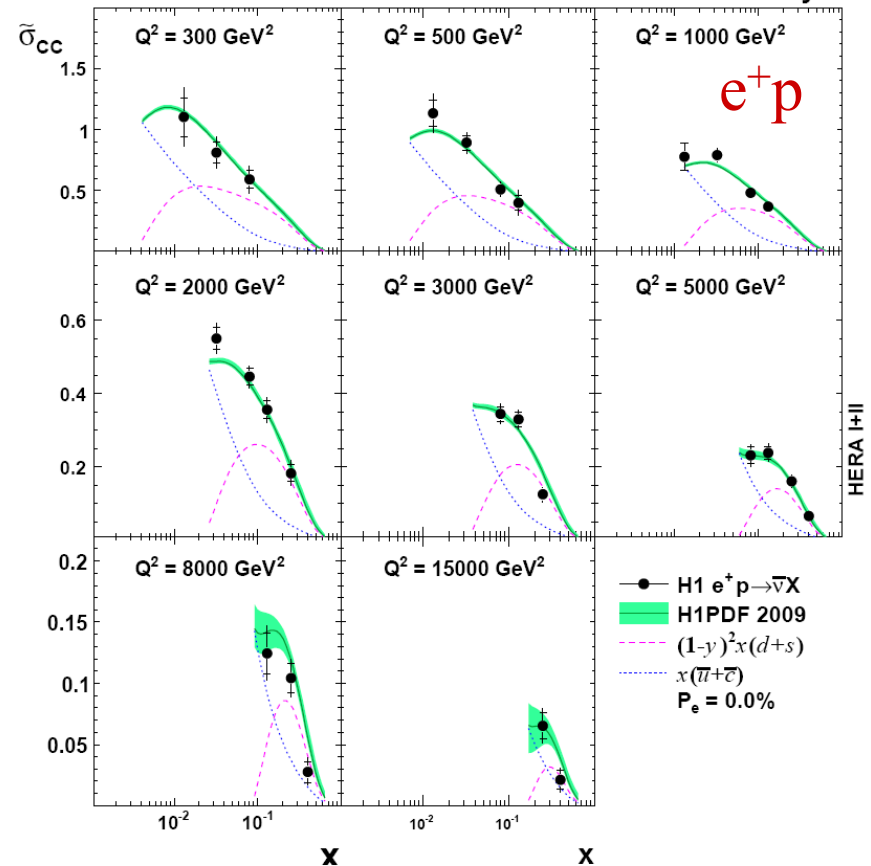 σ̃CC
Q² = 300 GeV²
Q² = 500 GeV²
Q² = 1000 GeV²
e⁺p
1.5
1
0.5
Q² = 2000 GeV²
Q² = 3000 GeV²
Q² = 5000 GeV²
0.6
0.4
0.2
HERA I+II
Q² = 8000 GeV²
Q² = 15000 GeV²
0.2
0.15
0.1
0.05
H1 e⁺p→ν̅X
H1PDF 2009
(1-y)²x(d+s)
x(u̅+c̅)
Pe = 0.0%
10⁻² 10⁻¹ 10⁻² 10⁻¹
x x